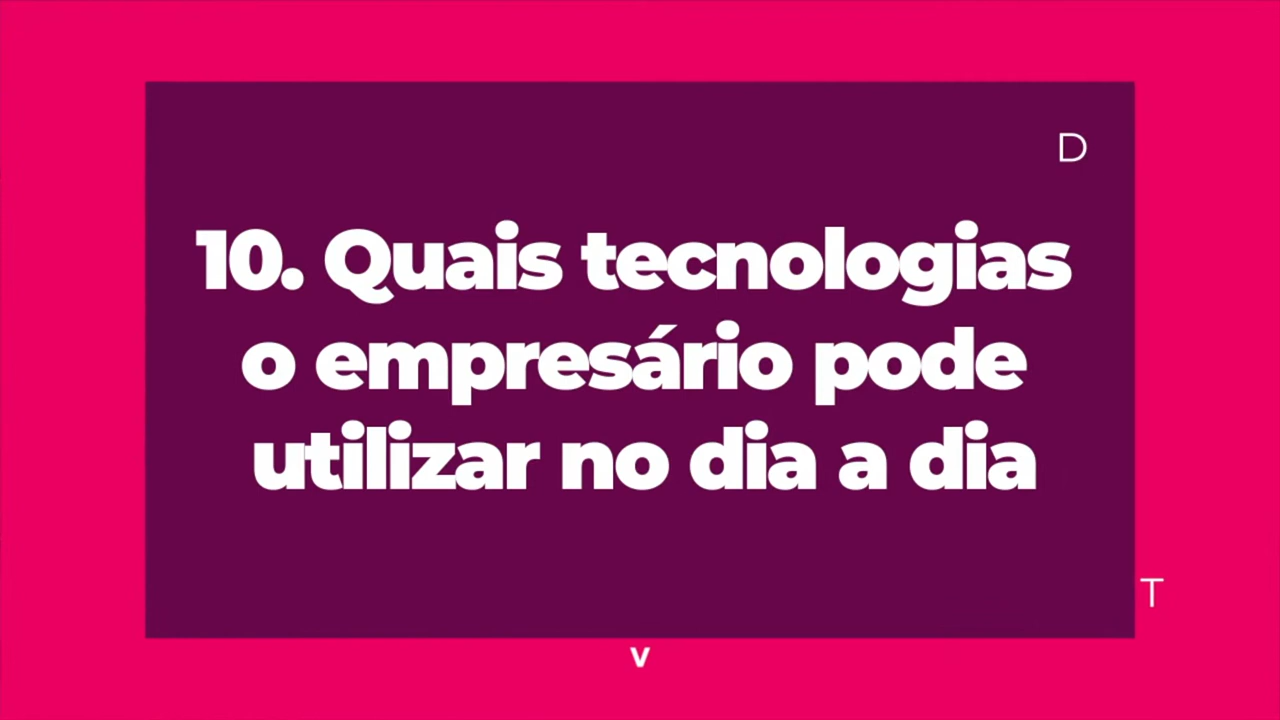 D
10. Quais tecnologias
o empresário pode
utilizar no dia a dia
T
v